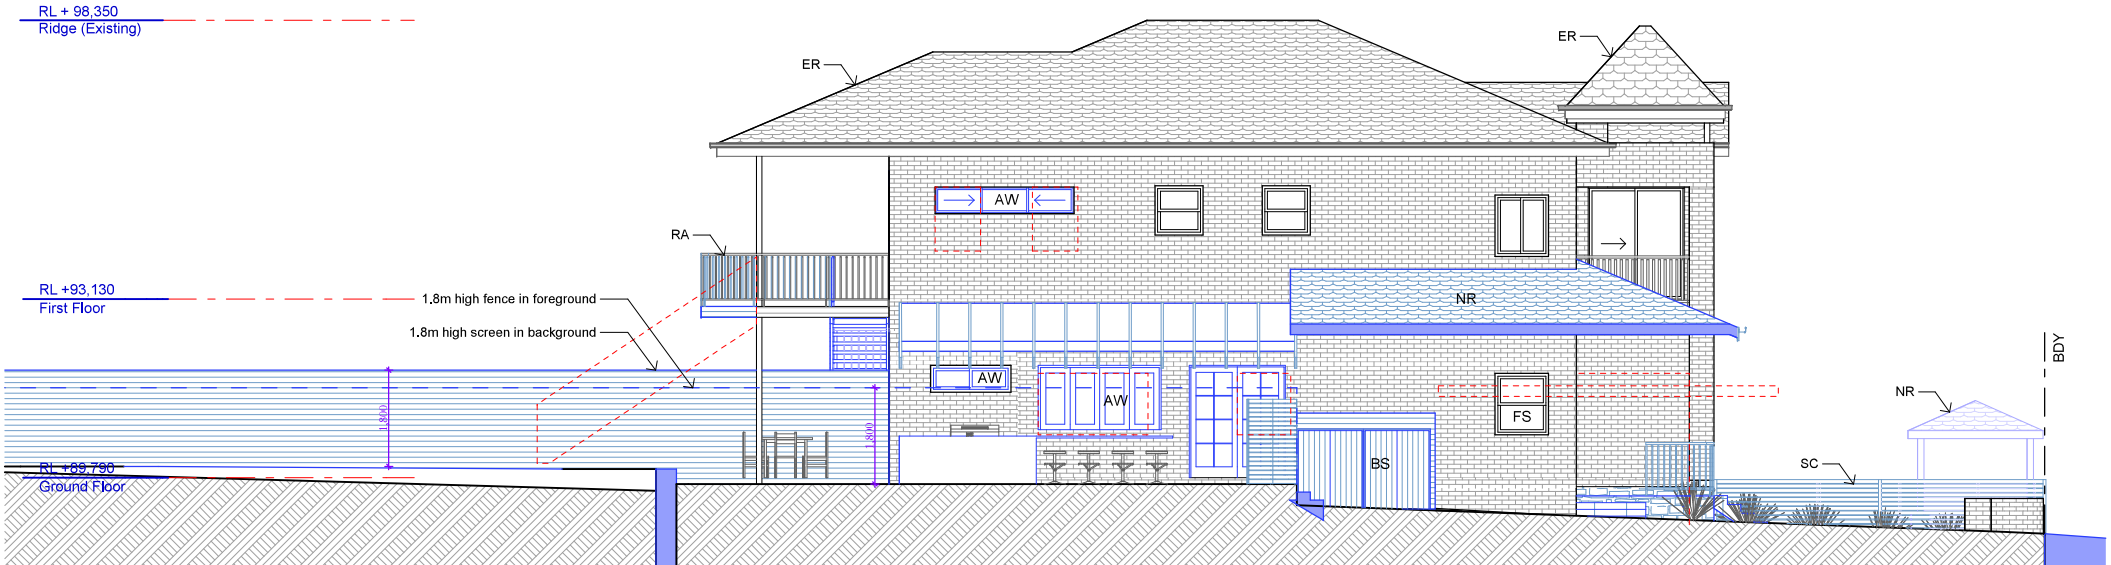 RL + 98,350
Ridge (Existing)
ER
ER
AW
RA
RL +93,130
First Floor
1.8m high fence in foreground
1.8m high screen in background
NR
BDY
AW
AW
NR
FS
1,800
1,800
BS
SC
RL +89,790
Ground Floor